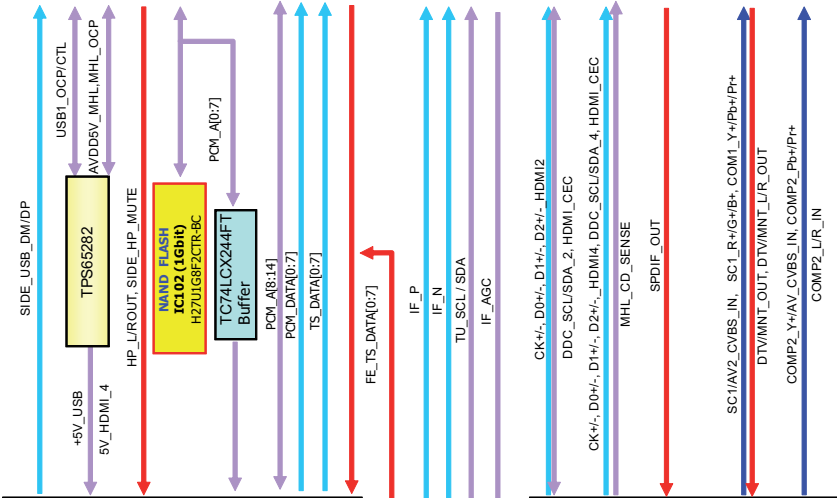 SIDE_USB_DM/DP
TPS65282
USB1_OCP/CTL
AVDD5V_MHL,MHL_OCP
+5V_USB
5V_HDMI_4
HP_L/ROUT, SIDE_HP_MUTE
NAND FLASH
IC102 (1Gbit)
H27U1G8F2CTR-BC
PCM_A[0:7]
TC74LCX244FT
Buffer
PCM_A[8:14]
PCM_DATA[0:7]
TS_DATA[0:7]
FE_TS_DATA[0:7]
IF_P
IF_N
TU_SCL / SDA
IF_AGC
CK+/-, D0+/-, D1+/-, D2+/-_HDMI2
DDC_SCL/SDA_2, HDMI_CEC
CK+/-, D0+/-, D1+/-, D2+/-_HDMI4, DDC_SCL/SDA_4, HDMI_CEC
MHL_CD_SENSE
SPDIF_OUT
SC1/AV2_CVBS_IN, SC1_R+/G+/B+, COM1_Y+/Pb+/Pr+
DTV/MNT_OUT, DTV/MNT_L/R_OUT
COMP2_Y+/AV_CVBS_IN, COMP2_Pb+/Pr+
COMP2_L/R_IN